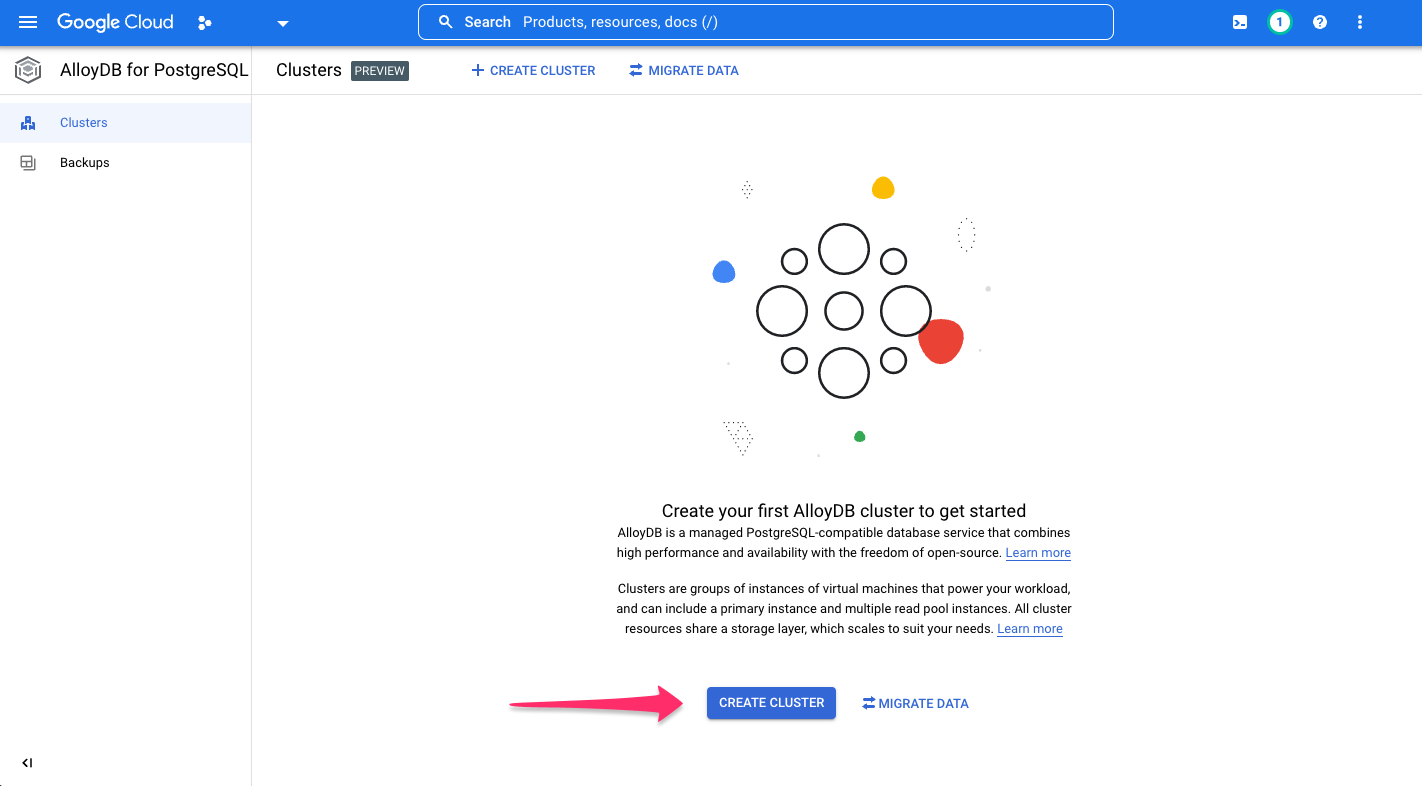 Google Cloud
Search Products, resources, docs (/)
1
AlloyDB for PostgreSQL
Clusters PREVIEW
CREATE CLUSTER
MIGRATE DATA
Clusters
Backups
Create your first AlloyDB cluster to get started
AlloyDB is a managed PostgreSQL-compatible database service that combines
high performance and availability with the freedom of open-source. Learn more
Clusters are groups of instances of virtual machines that power your workload,
and can include a primary instance and multiple read pool instances. All cluster
resources share a storage layer, which scales to suit your needs. Learn more
CREATE CLUSTER
MIGRATE DATA